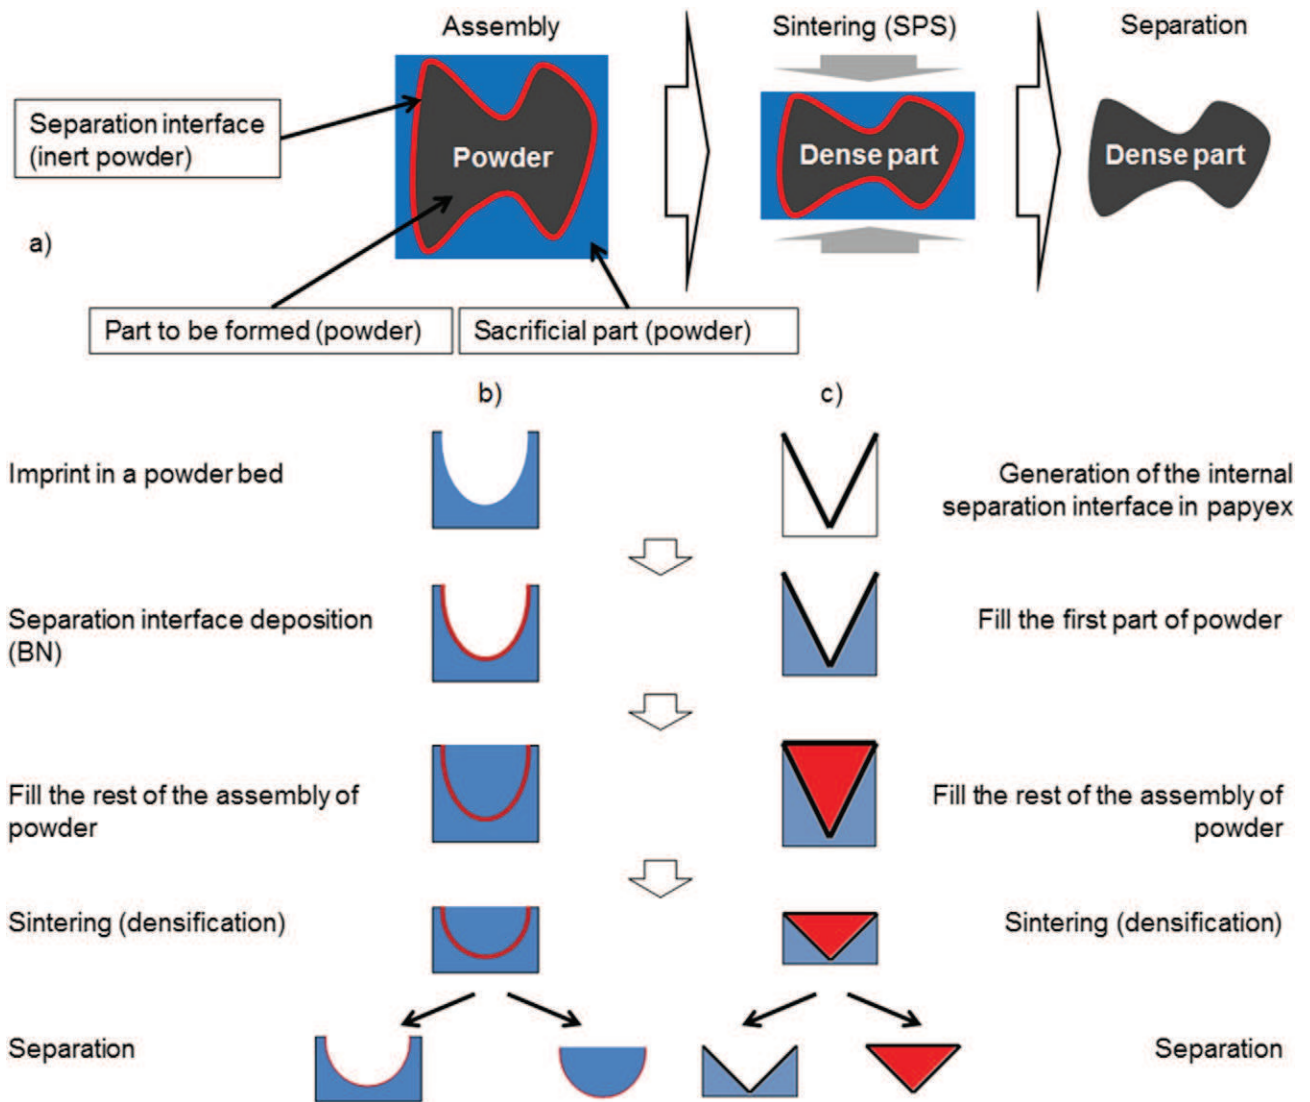 Assembly
Sintering (SPS)
Separation
Separation interface
(inert powder)
Powder
Dense part
Dense part
a)
Part to be formed (powder)
Sacrificial part (powder)
b)
c)
Imprint in a powder bed
Generation of the internal
separation interface in papyex
Separation interface deposition
(BN)
Fill the first part of powder
Fill the rest of the assembly of
powder
Fill the rest of the assembly of
powder
Sintering (densification)
Sintering (densification)
Separation
Separation